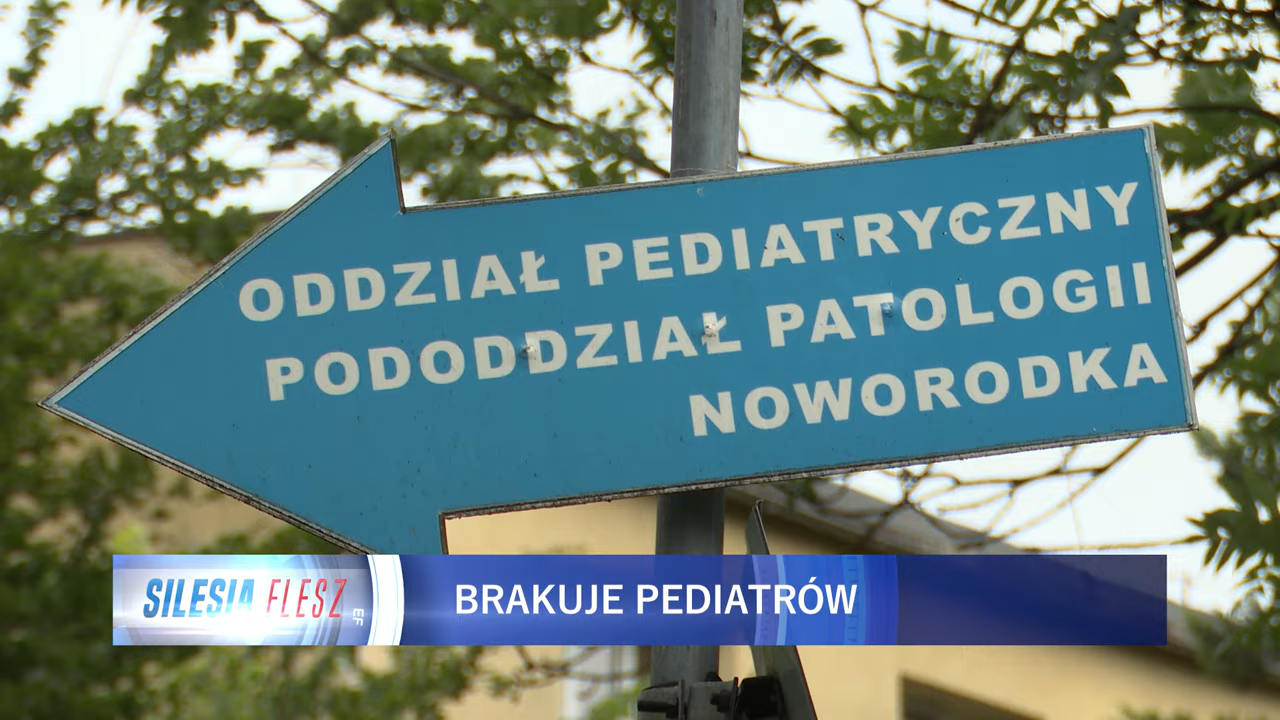 ODDZIAŁ PEDIATRYCZNY
PODODDZIAŁ PATOLOGII
NOWORODKA
SILESIA FLESZ
BRAKUJE PEDIATRÓW